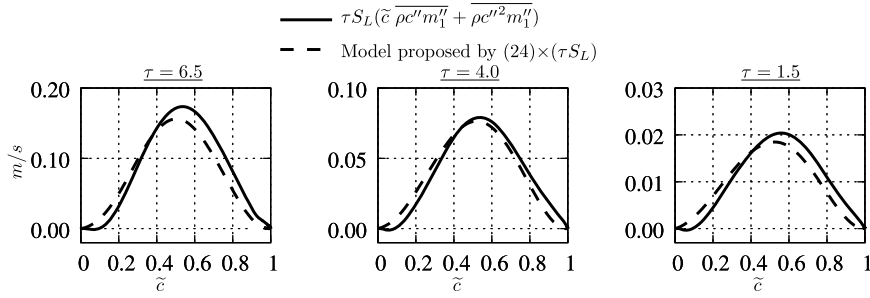 τS_L(c̃ \overline{ρc''m_1''} + \overline{ρc''^2m_1''})
Model proposed by (24)×(τS_L)
τ = 6.5
τ = 4.0
τ = 1.5
m/s
0.20
0.10
0.00
0 0.2 0.4 0.6 0.8 1
c̃
0.10
0.05
0.00
0 0.2 0.4 0.6 0.8 1
c̃
0.03
0.02
0.01
0.00
0 0.2 0.4 0.6 0.8 1
c̃